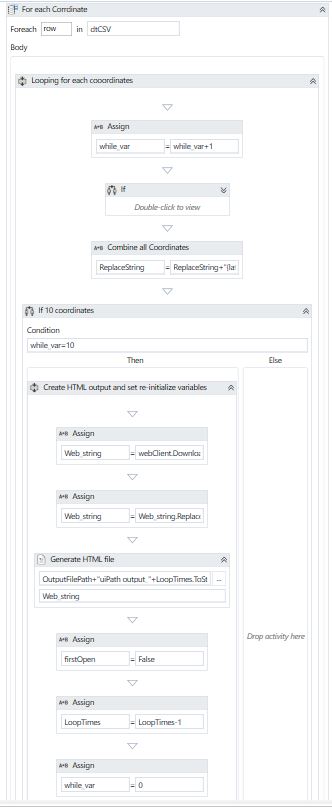 For each Corrdinate
Foreach row in dtCSV
Body
Looping for each cooordinates
A+B Assign
while_var = while_var+1
If
Double-click to view
A+B Combine all Coordinates
ReplaceString = ReplaceString+"{lat
If 10 coordinates
Condition
while_var=10
Then Else
Create HTML output and set re-initialize variables
A+B Assign
Web_string = webClient.Downloa
A+B Assign
Web_string = Web_string.Replace
Generate HTML file
OutputFilePath+"uiPath output_"+LoopTimes.ToSt ...
Web_string
A+B Assign
firstOpen = False
Drop activity here
A+B Assign
LoopTimes = LoopTimes-1
A+B Assign
while_var = 0